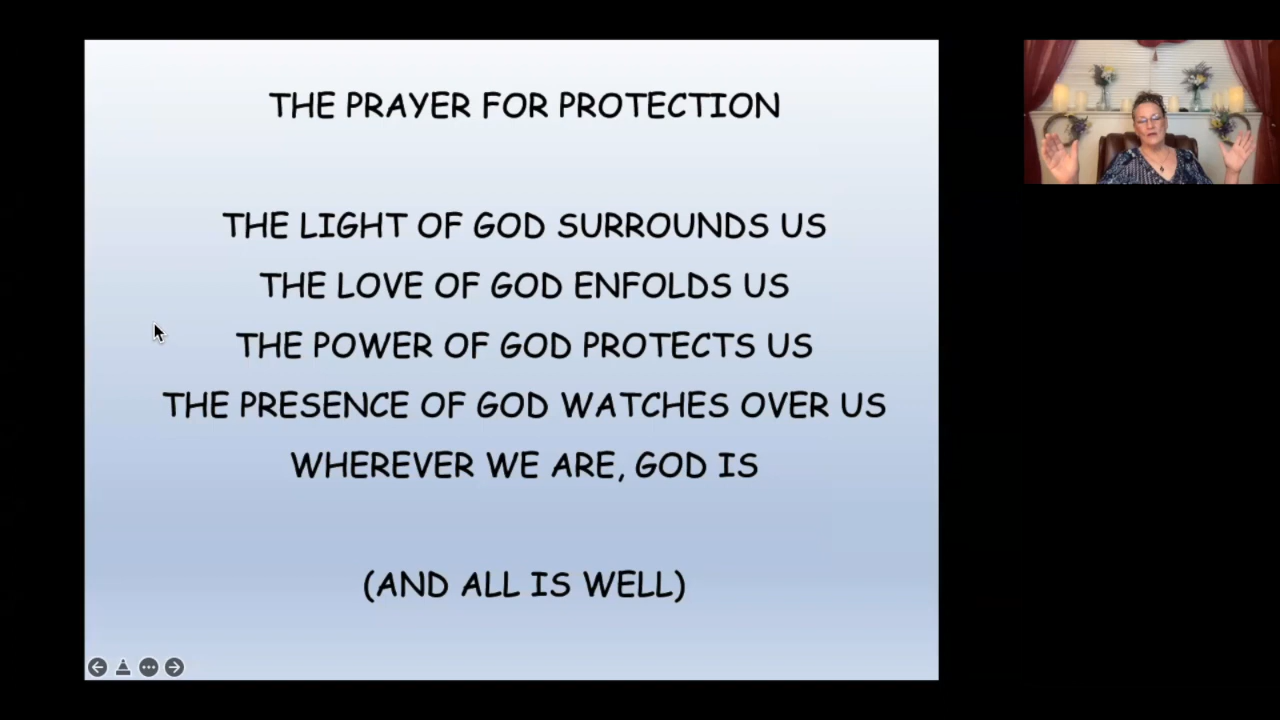 THE PRAYER FOR PROTECTION
THE LIGHT OF GOD SURROUNDS US
THE LOVE OF GOD ENFOLDS US
THE POWER OF GOD PROTECTS US
THE PRESENCE OF GOD WATCHES OVER US
WHEREVER WE ARE, GOD IS
(AND ALL IS WELL)